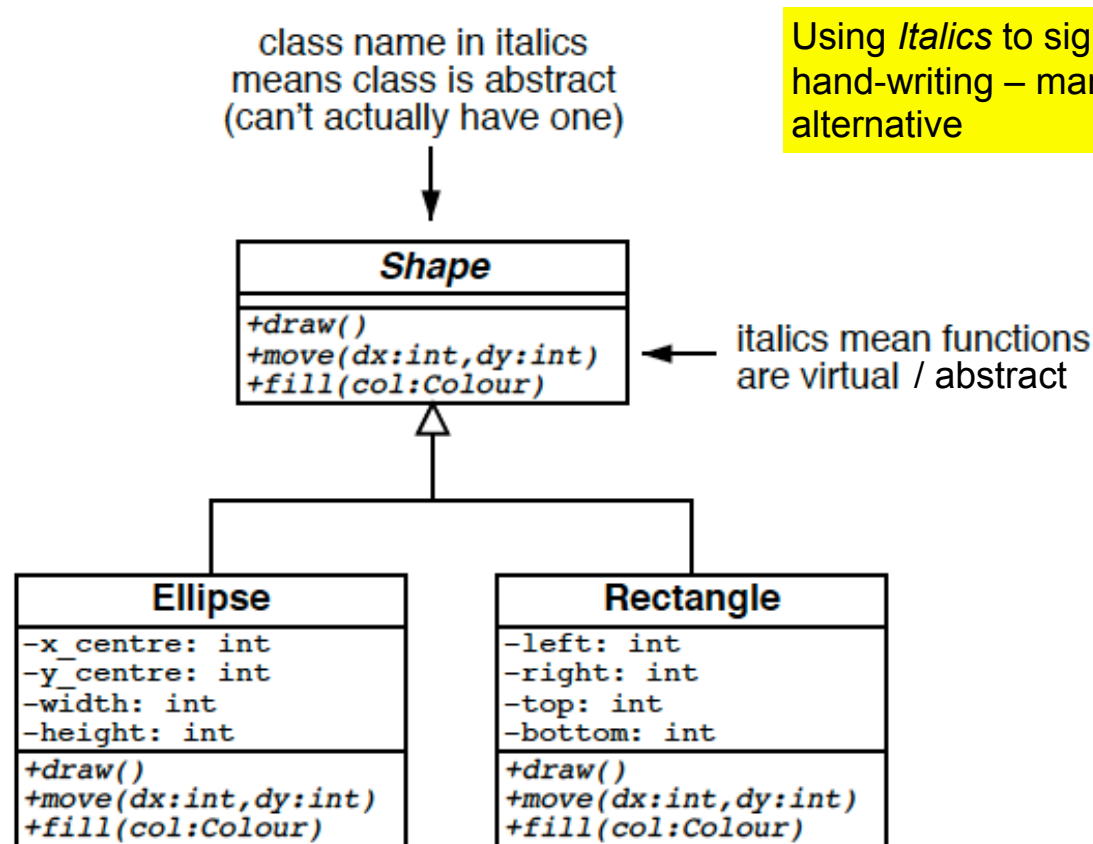 class name in italics
means class is abstract
(can't actually have one)
Using Italics to sig
hand-writing – mar
alternative
Shape
+draw()
+move(dx:int,dy:int)
+fill(col:Colour)
italics mean functions
are virtual / abstract
Ellipse
-x_centre: int
-y_centre: int
-width: int
-height: int
+draw()
+move(dx:int,dy:int)
+fill(col:Colour)
Rectangle
-left: int
-right: int
-top: int
-bottom: int
+draw()
+move(dx:int,dy:int)
+fill(col:Colour)